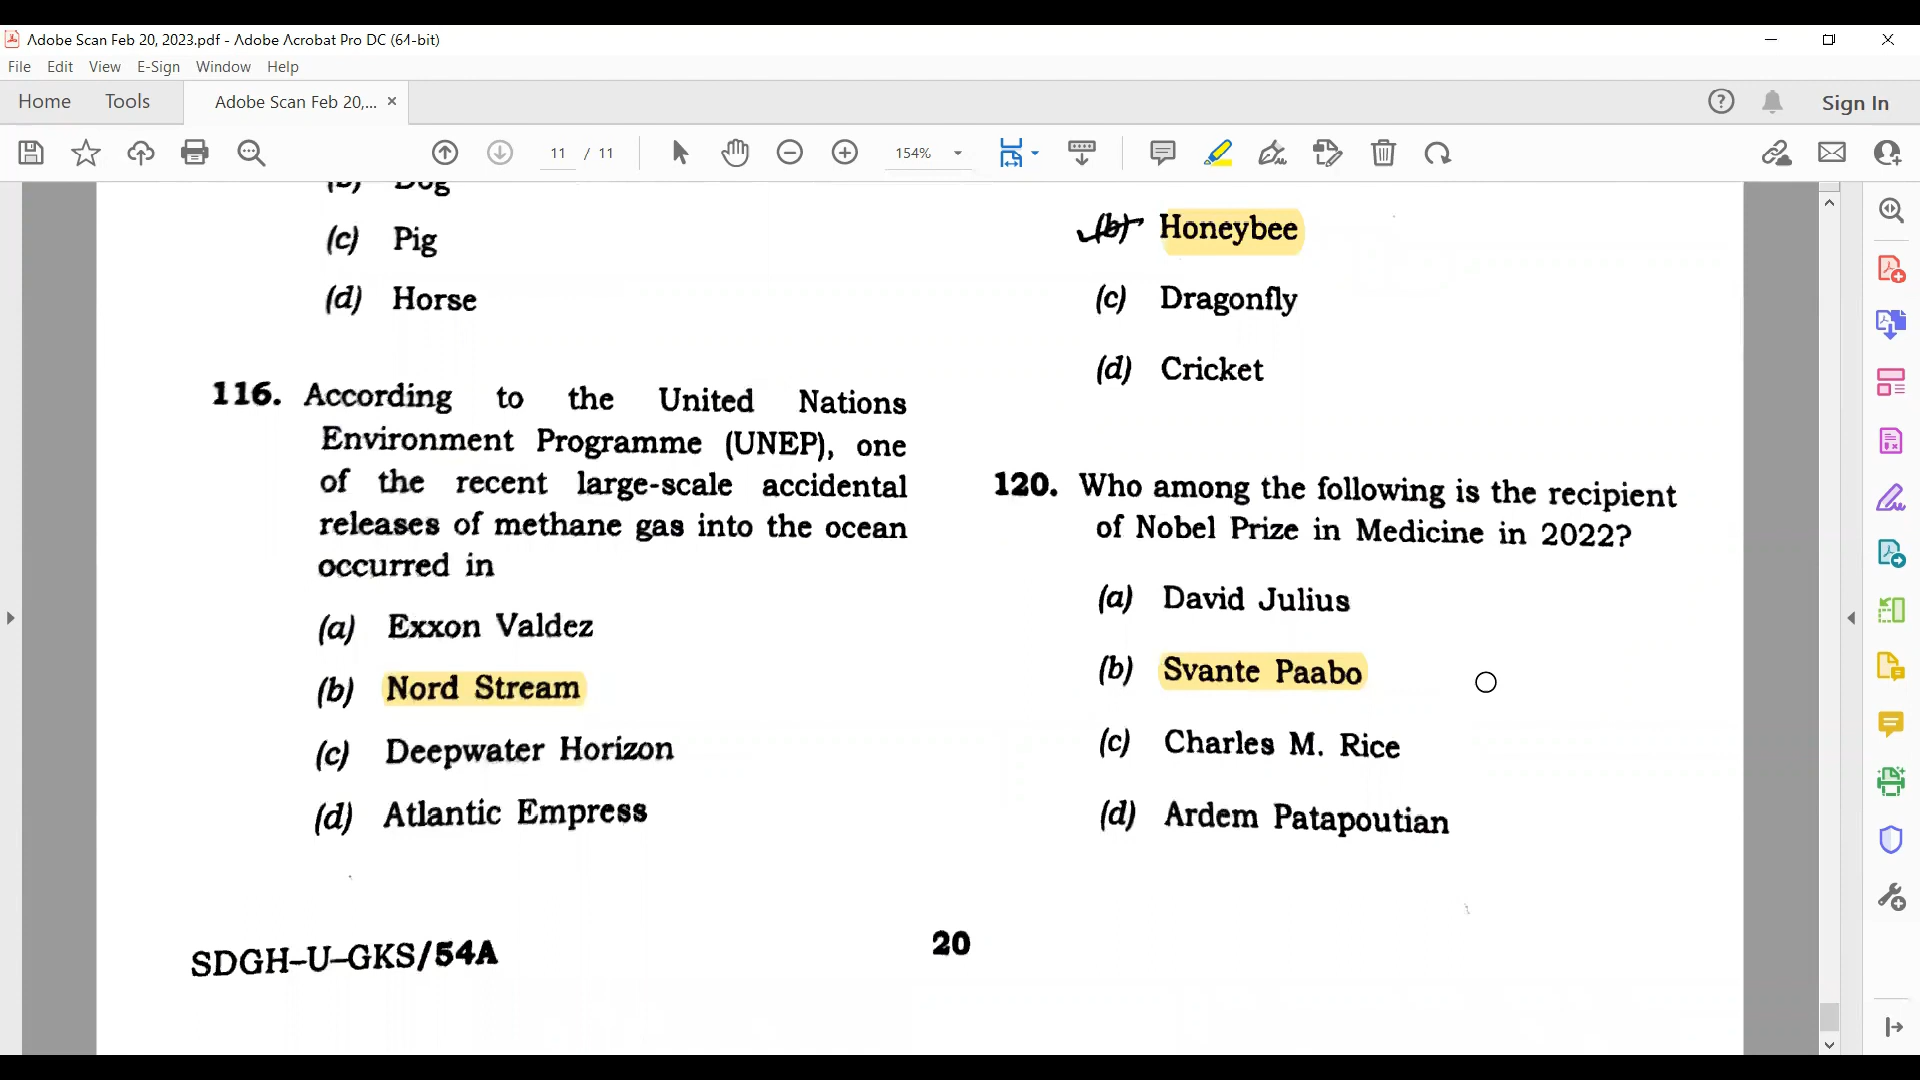 Adobe Scan Feb 20, 2023.pdf - Adobe Acrobat Pro DC (64-bit)
File Edit View E-Sign Window Help
Home Tools Adobe Scan Feb 20,... × Sign In
11 / 11 154%
(b) Dog
(c) Pig
(d) Horse
116. According to the United Nations
Environment Programme (UNEP), one
of the recent large-scale accidental
releases of methane gas into the ocean
occurred in
(a) Exxon Valdez
(b) Nord Stream
(c) Deepwater Horizon
(d) Atlantic Empress
(b) Honeybee
(c) Dragonfly
(d) Cricket
120. Who among the following is the recipient
of Nobel Prize in Medicine in 2022?
(a) David Julius
(b) Svante Paabo
(c) Charles M. Rice
(d) Ardem Patapoutian
SDGH-U-GKS/54A
20